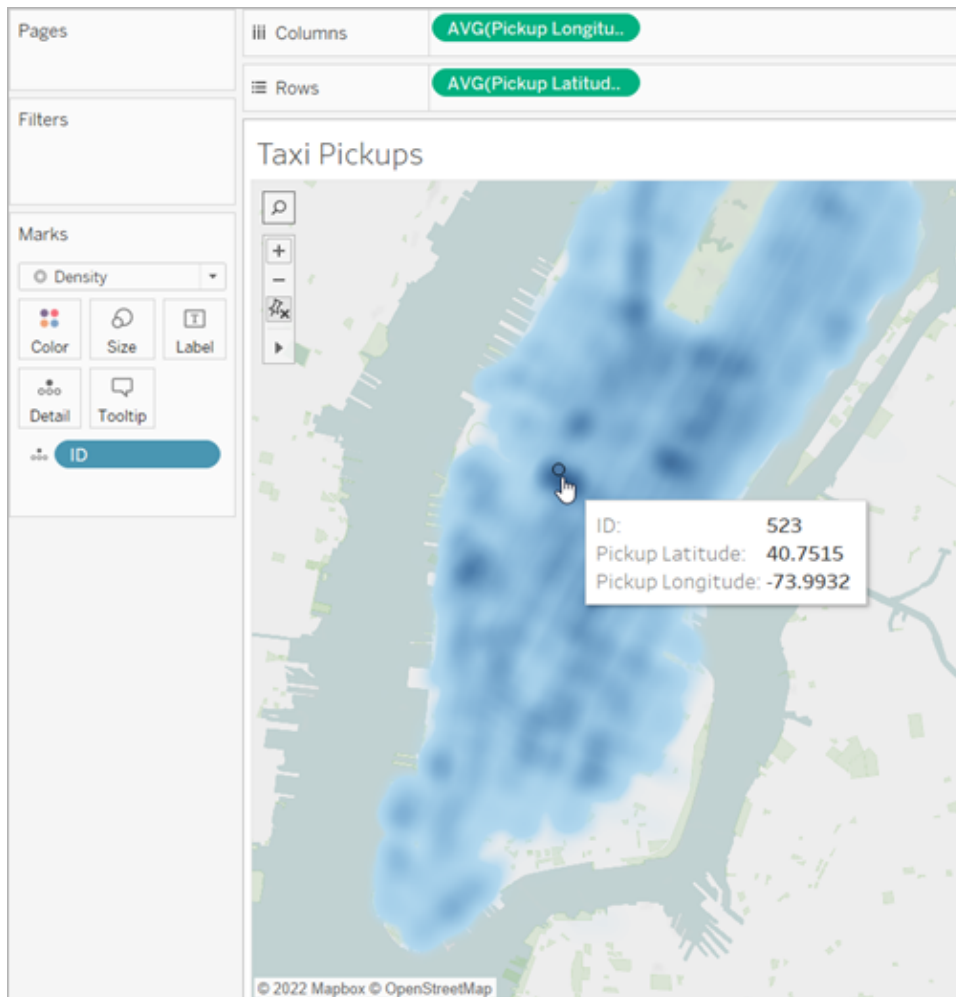 Pages
Filters
Marks
Density
Color
Size
T
Label
Detail
Tooltip
ID
Columns
AVG(Pickup Longitu..
Rows
AVG(Pickup Latitud..
Taxi Pickups
ID: 523
Pickup Latitude: 40.7515
Pickup Longitude: -73.9932
© 2022 Mapbox © OpenStreetMap